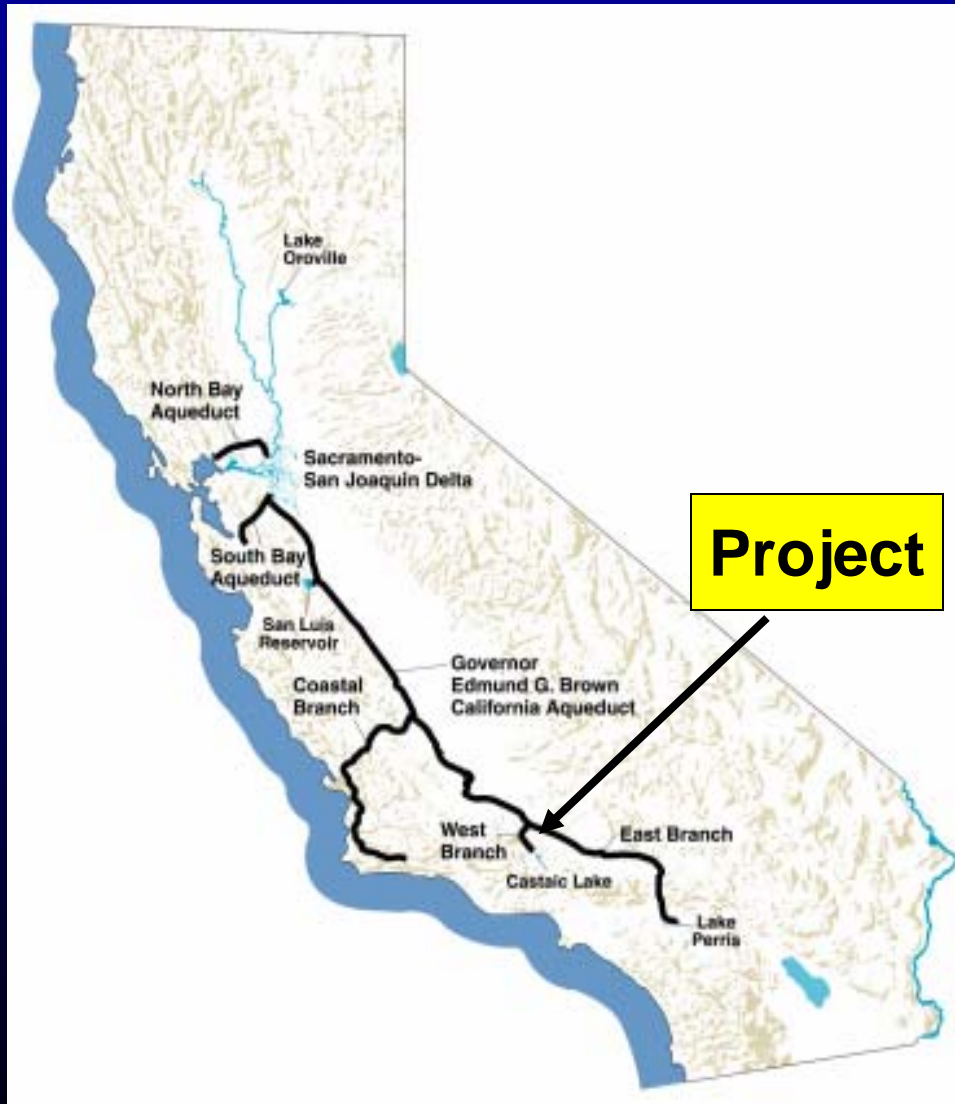 Lake
Oroville
North Bay
Aqueduct
Sacramento-
San Joaquin Delta
Project
South Bay
Aqueduct
San Luis
Reservoir
Governor
Edmund G. Brown
California Aqueduct
Coastal
Branch
West
Branch
East Branch
Castaic Lake
Lake
Perris